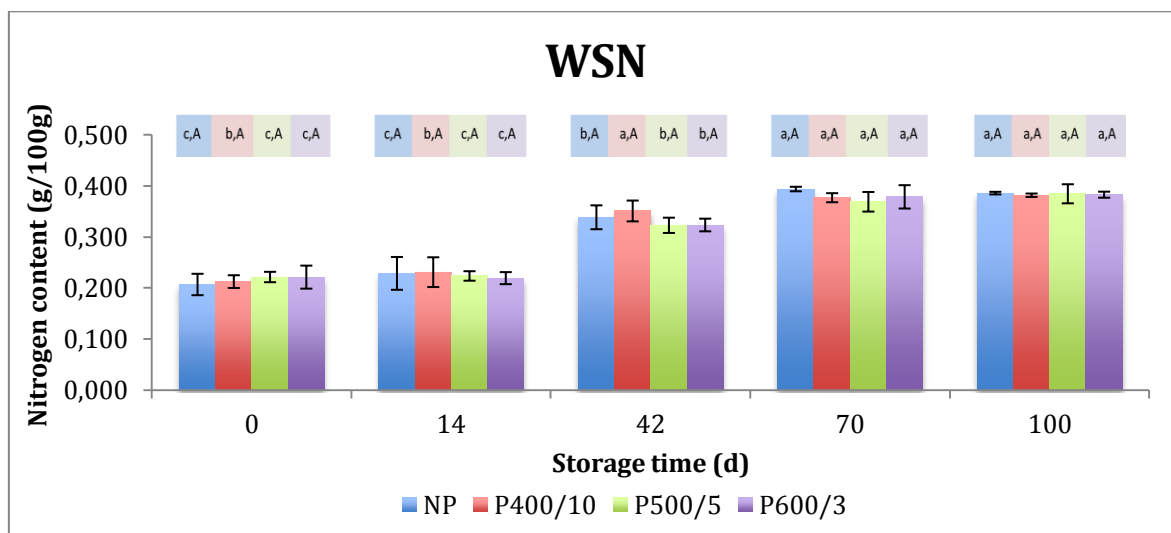 WSN
c,A b,A c,A c,A c,A b,A c,A c,A b,A a,A b,A b,A a,A a,A a,A a,A a,A a,A a,A a,A
0,500
0,400
0,300
0,200
0,100
0,000
Nitrogen content (g/100g)
0 14 42 70 100
Storage time (d)
NP P400/10 P500/5 P600/3